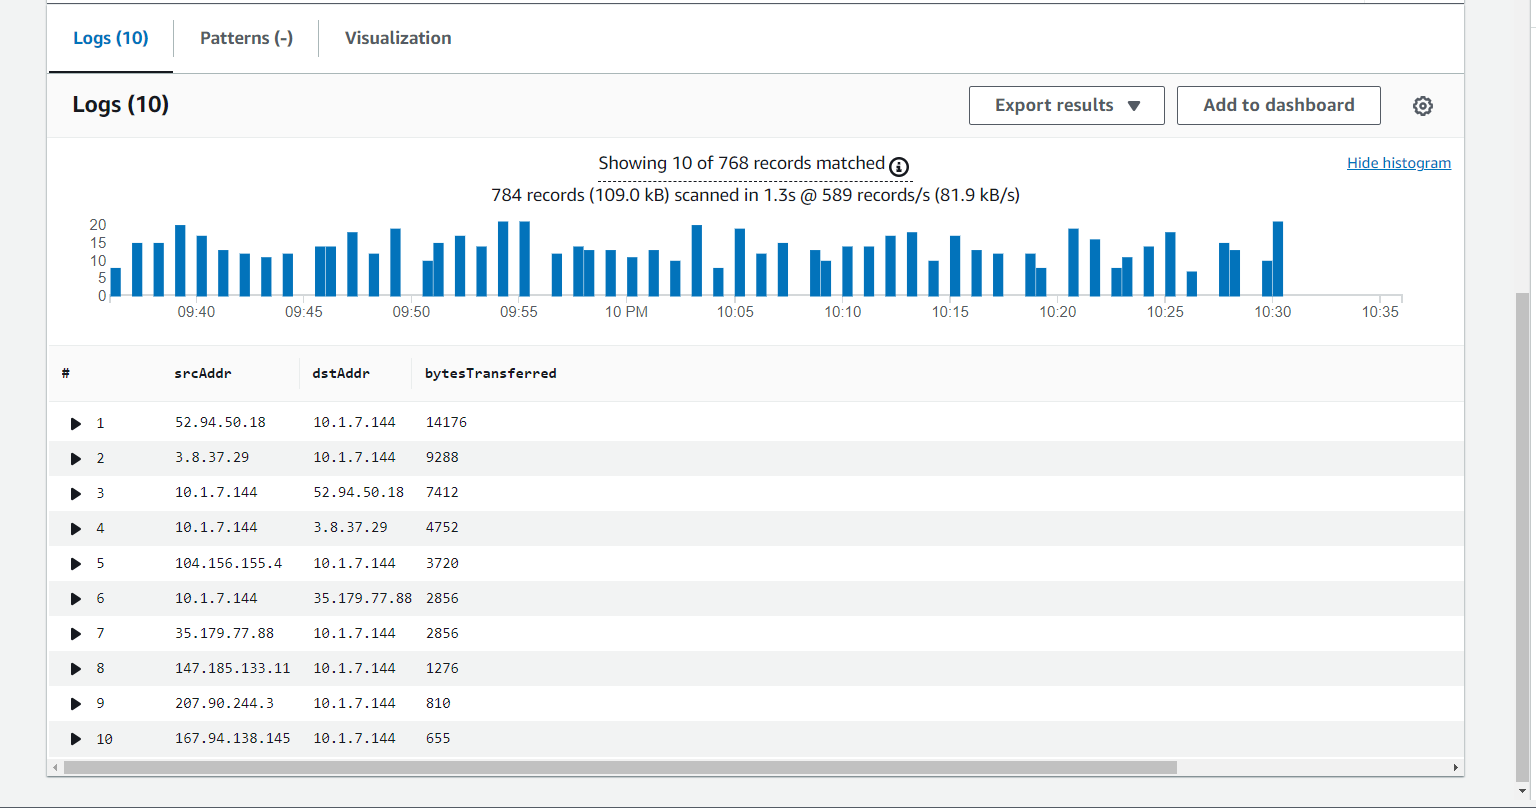 Logs (10) Patterns (-) Visualization
Logs (10) Export results Add to dashboard
Showing 10 of 768 records matched
Hide histogram
784 records (109.0 kB) scanned in 1.3s @ 589 records/s (81.9 kB/s)
20
15
10
5
0
09:40 09:45 09:50 09:55 10 PM 10:05 10:10 10:15 10:20 10:25 10:30 10:35
# srcAddr dstAddr bytesTransferred
1 52.94.50.18 10.1.7.144 14176
2 3.8.37.29 10.1.7.144 9288
3 10.1.7.144 52.94.50.18 7412
4 10.1.7.144 3.8.37.29 4752
5 104.156.155.4 10.1.7.144 3720
6 10.1.7.144 35.179.77.88 2856
7 35.179.77.88 10.1.7.144 2856
8 147.185.133.11 10.1.7.144 1276
9 207.90.244.3 10.1.7.144 810
10 167.94.138.145 10.1.7.144 655